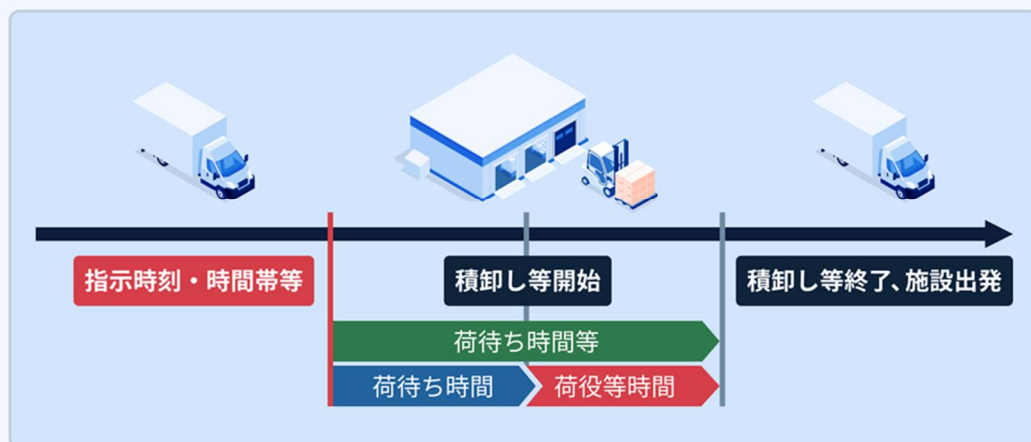 指示時刻・時間帯等
積卸し等開始
積卸し等終了、施設出発
荷待ち時間等
荷待ち時間
荷役等時間